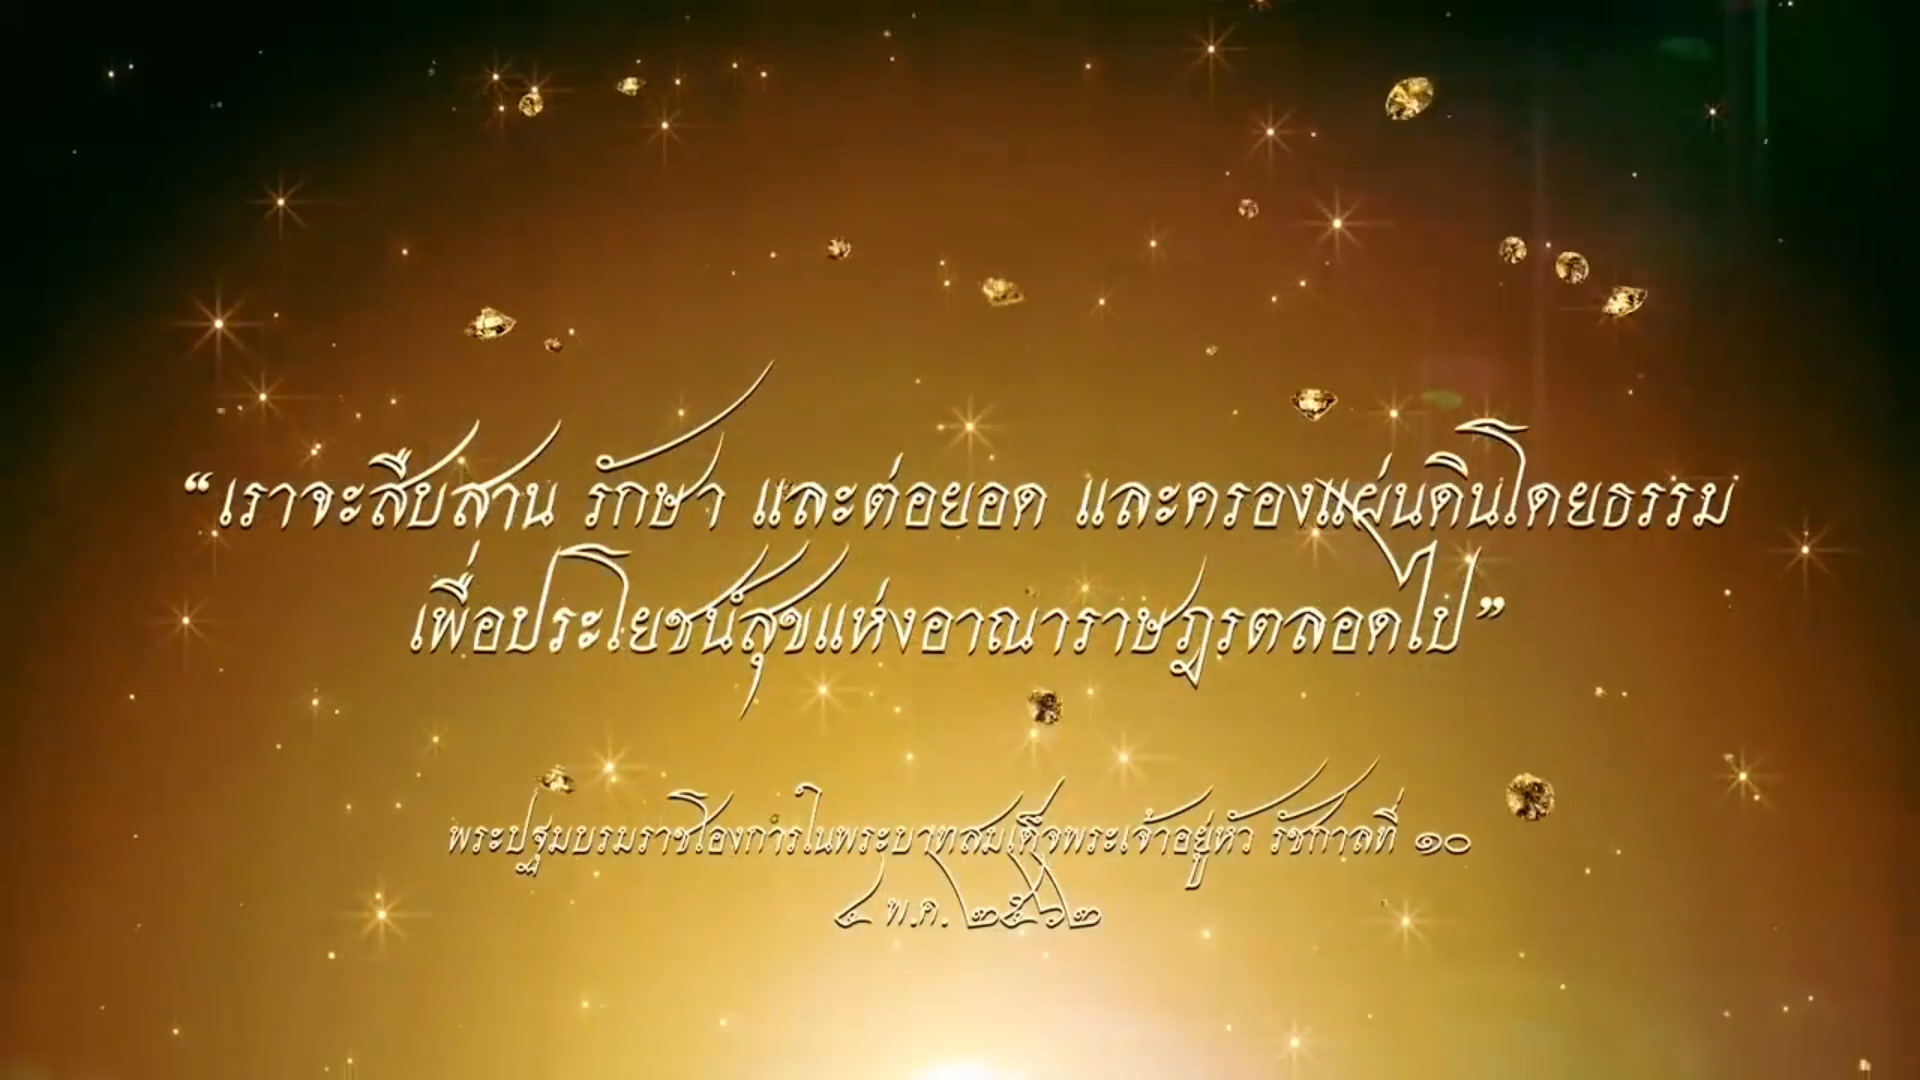 “เราจะสืบสาน รักษา และต่อยอด และครองแผ่นดินโดยธรรม
เพื่อประโยชน์สุขแห่งอาณาราษฎรตลอดไป”
พระปฐมบรมราชโองการในพระบาทสมเด็จพระเจ้าอยู่หัว รัชกาลที่ ๑๐
๔ พ.ค. ๒๕๖๒